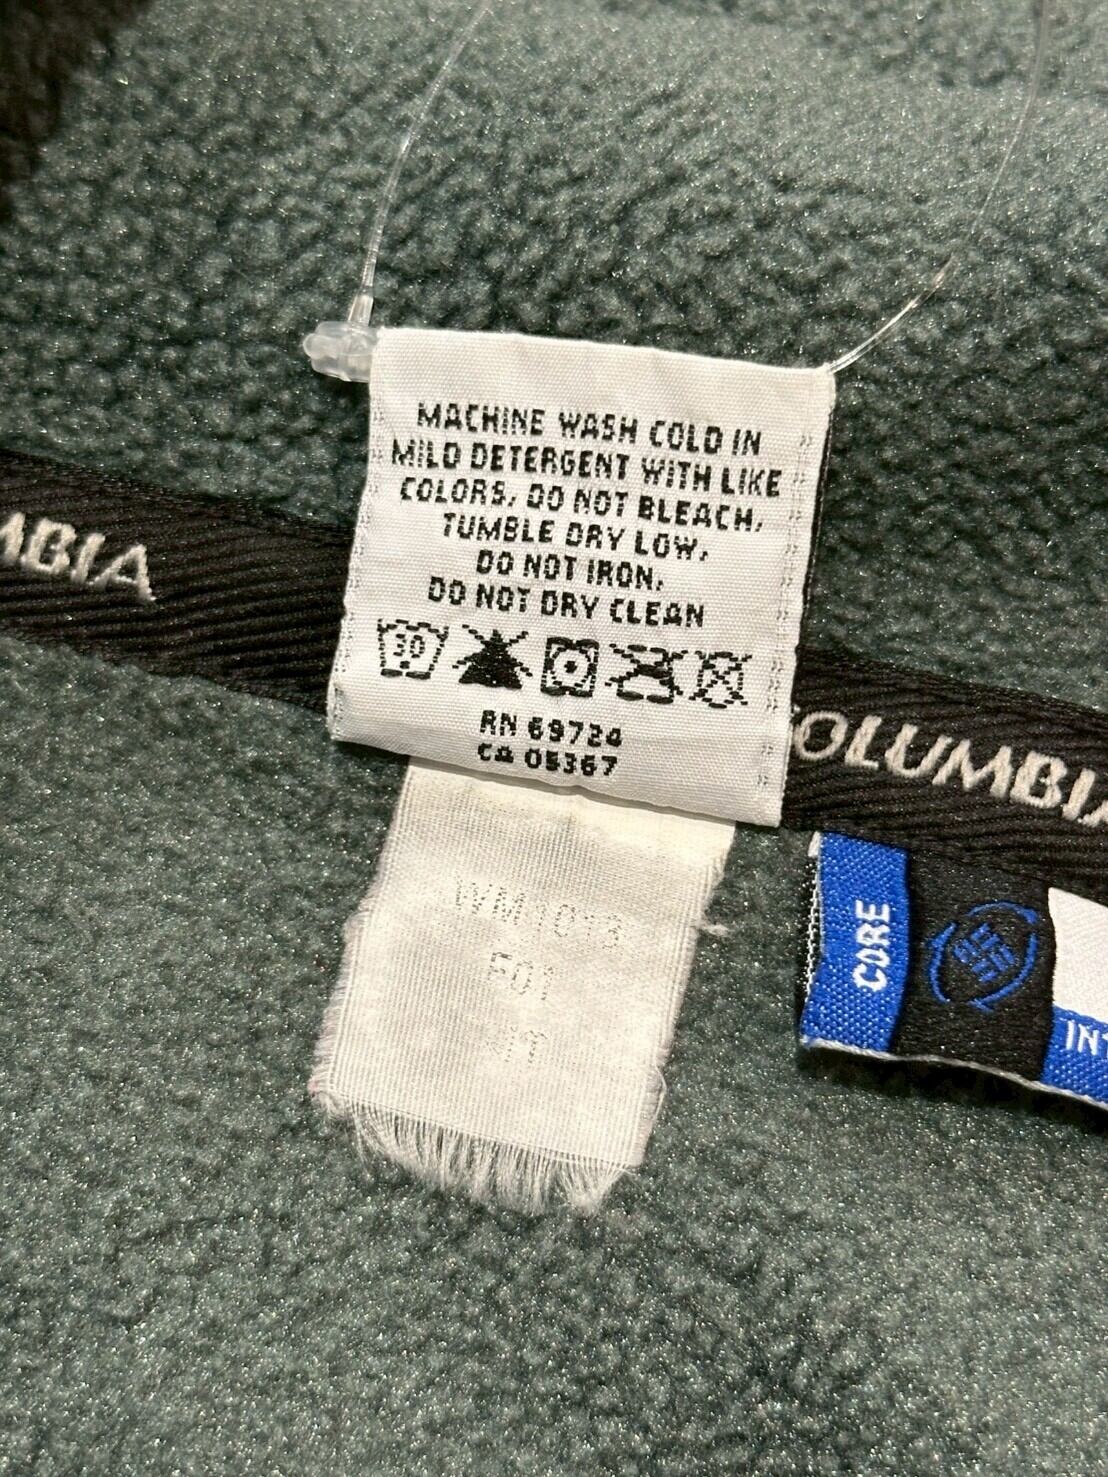 MACHINE WASH COLD IN
MILD DETERGENT WITH LIKE
COLORS, DO NOT BLEACH,
TUMBLE DRY LOW,
DO NOT IRON,
DO NOT DRY CLEAN
30
RN 69724
CA 05367
MBIA
COLUMBIA
CORE
INT
F01